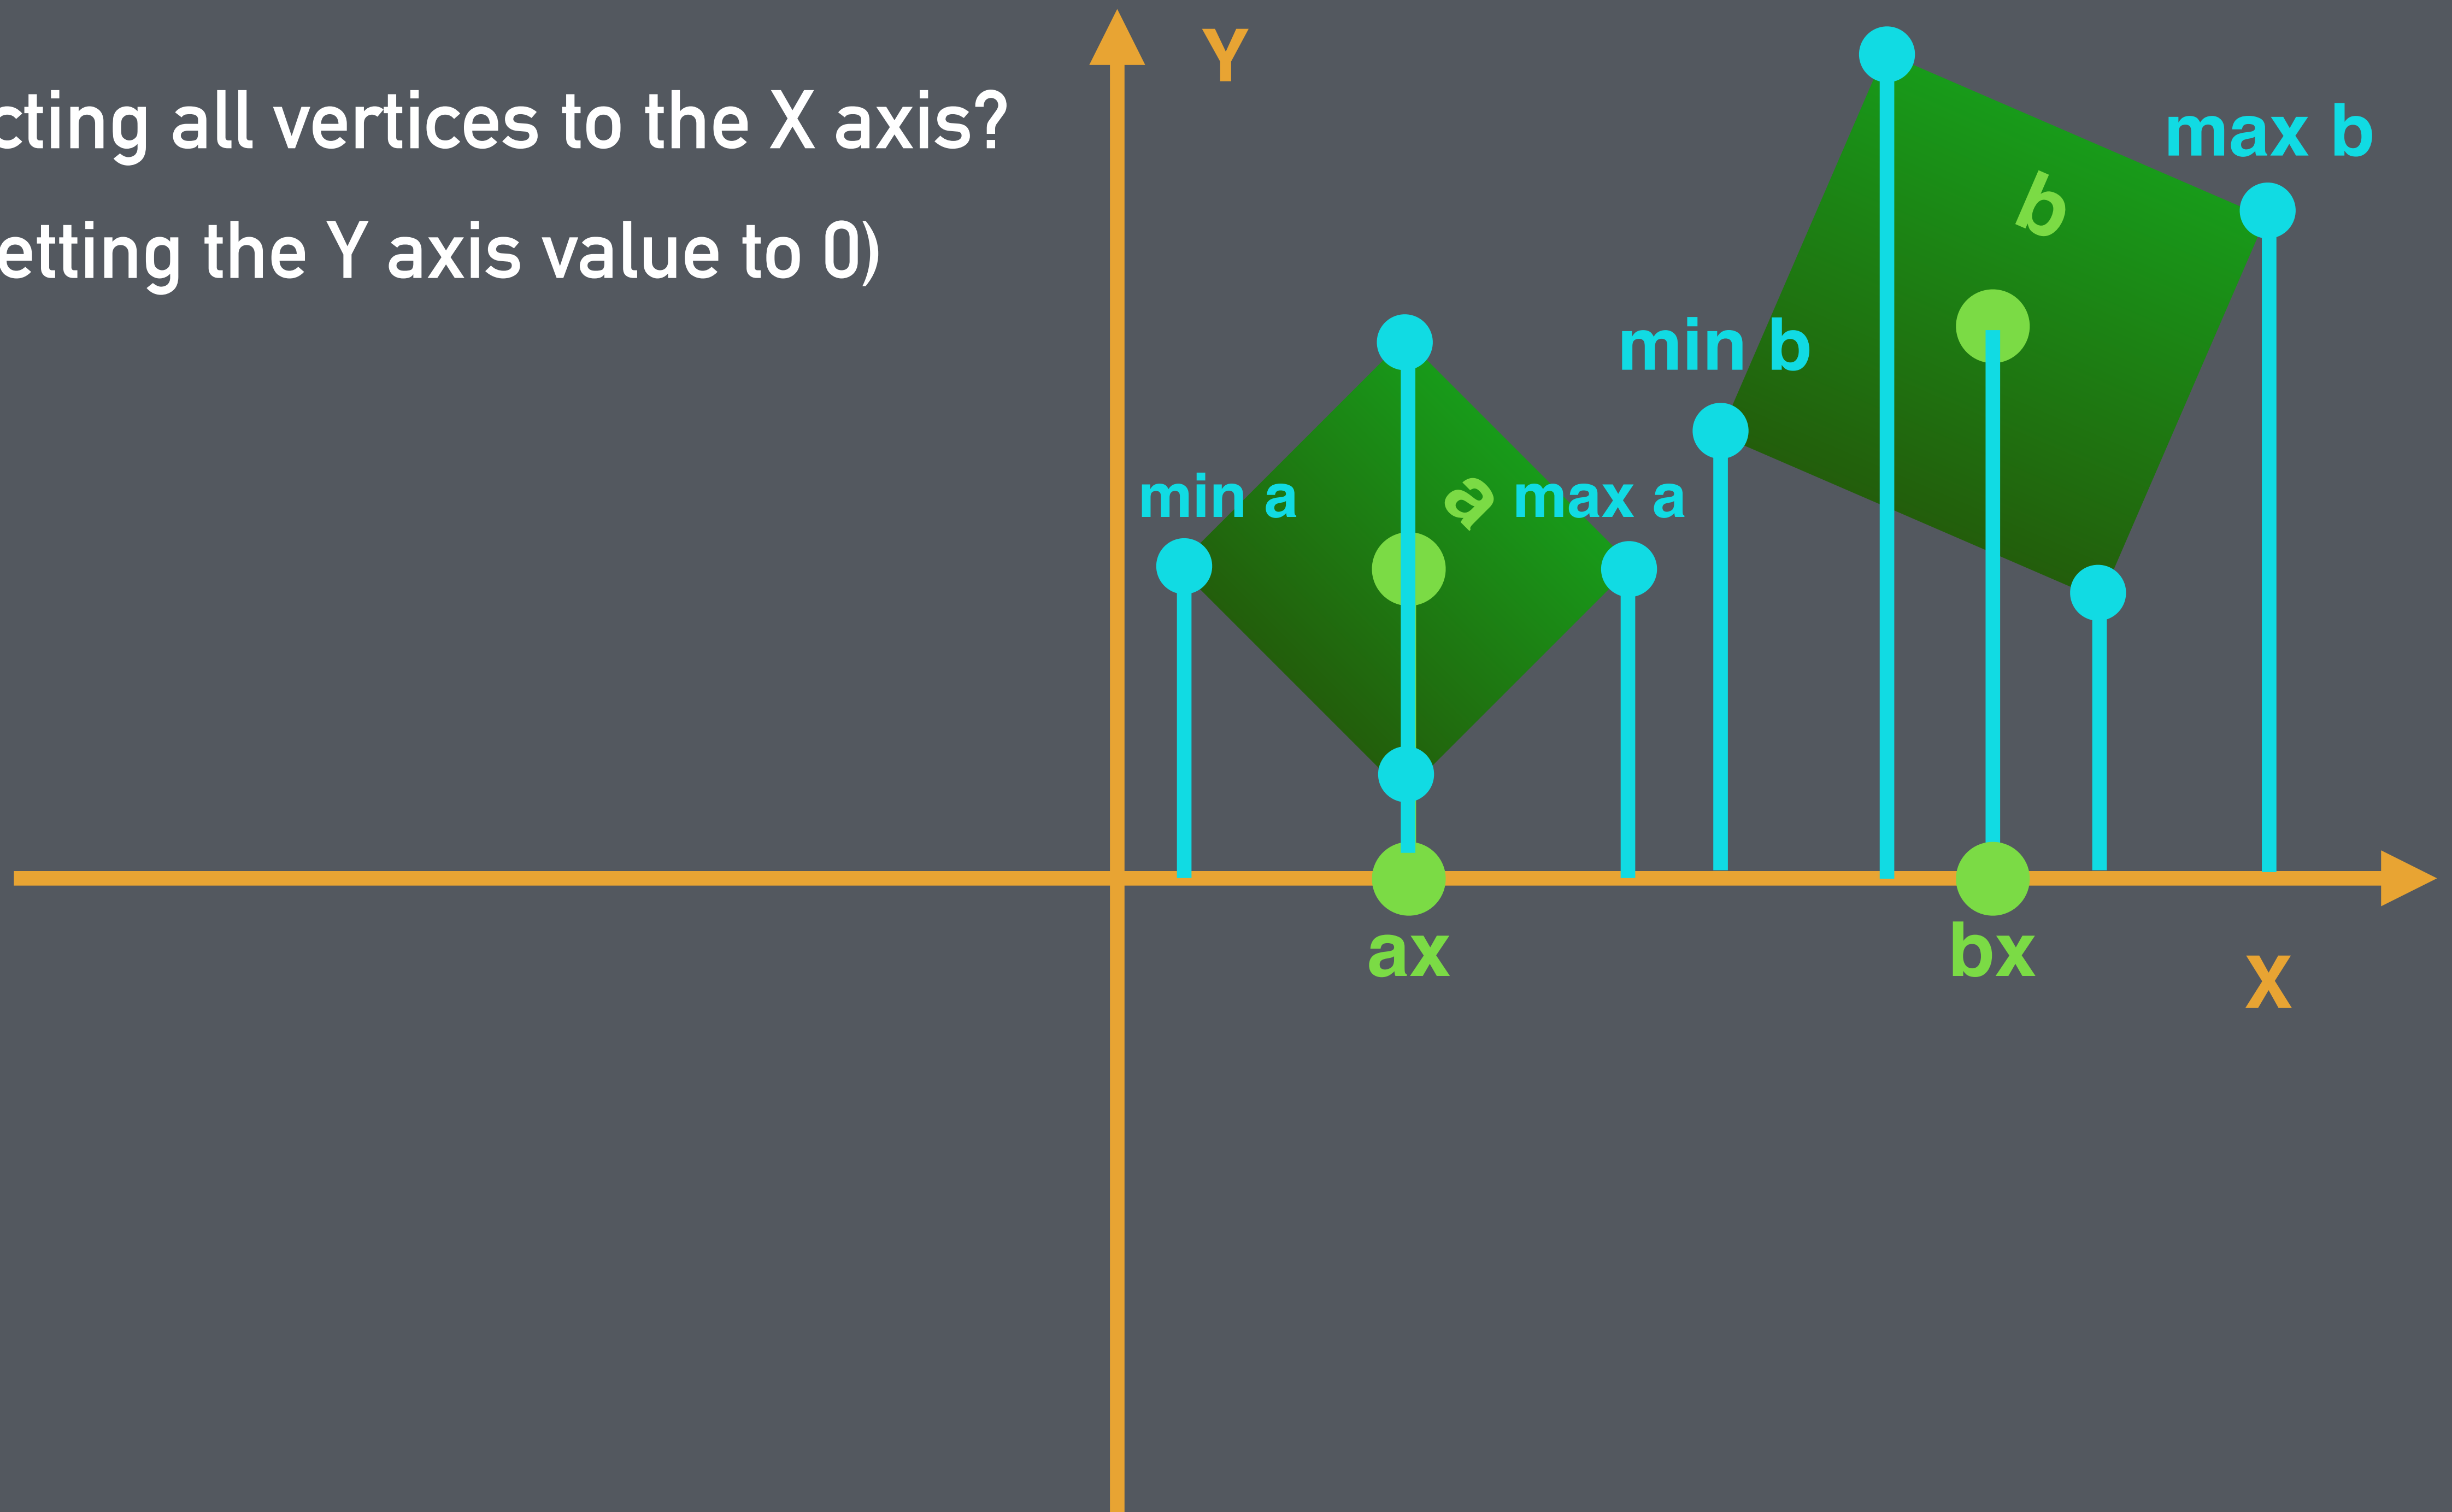 Y
cting all vertices to the X axis?
etting the Y axis value to 0)
max b
b
min b
min a
a
max a
ax
bx
X